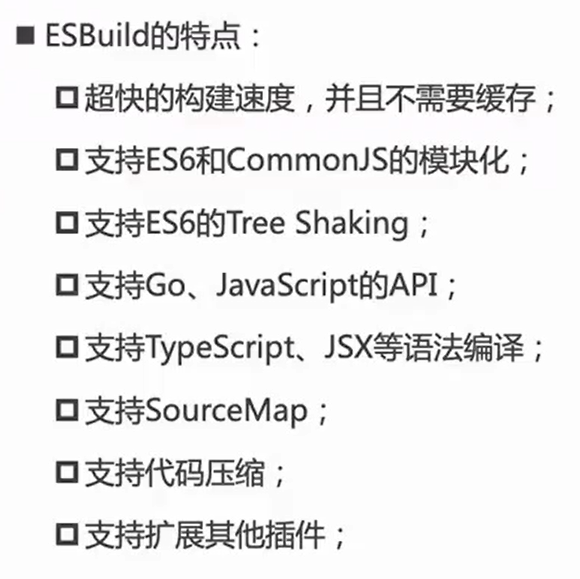 ■ ESBuild的特点：
超快的构建速度，并且不需要缓存；
支持ES6和CommonJS的模块化；
支持ES6的Tree Shaking；
支持Go、JavaScript的API；
支持TypeScript、JSX等语法编译；
支持SourceMap；
支持代码压缩；
支持扩展其他插件；